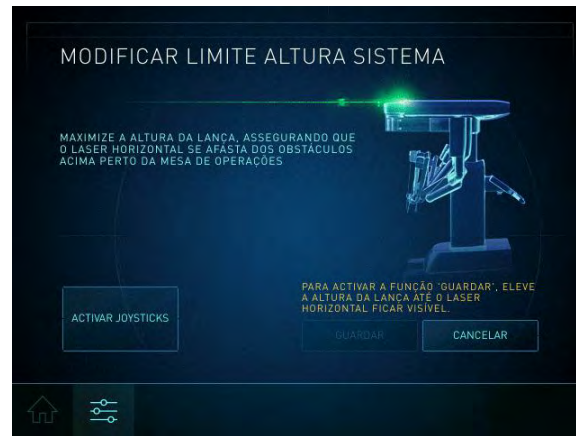 MODIFICAR LIMITE ALTURA SISTEMA
MAXIMIZE A ALTURA DA LANÇA, ASSEGURANDO QUE
O LASER HORIZONTAL SE AFASTA DOS OBSTÁCULOS
ACIMA PERTO DA MESA DE OPERAÇÕES
PARA ACTIVAR A FUNÇÃO 'GUARDAR', ELEVE
A ALTURA DA LANÇA ATÉ O LASER
HORIZONTAL FICAR VISÍVEL.
ACTIVAR JOYSTICKS
GUARDAR
CANCELAR